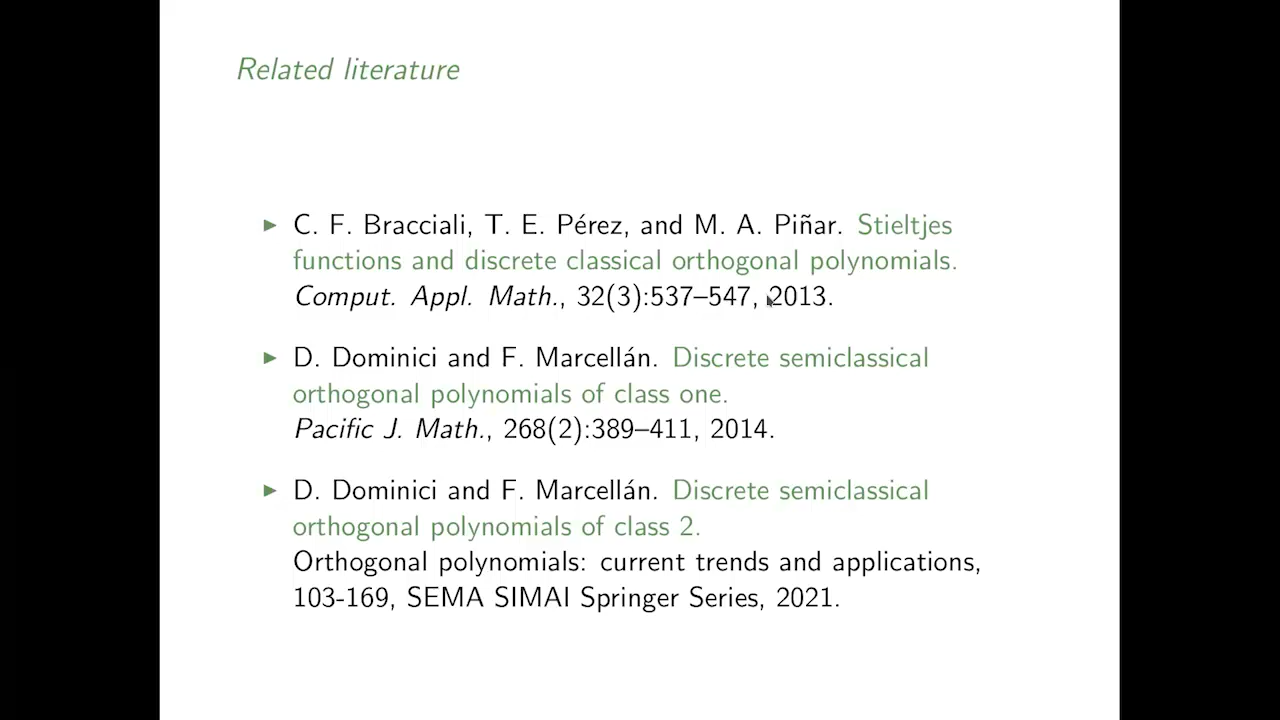 Related literature
▶ C. F. Bracciali, T. E. Pérez, and M. A. Piñar. Stieltjes
functions and discrete classical orthogonal polynomials.
Comput. Appl. Math., 32(3):537–547, 2013.
▶ D. Dominici and F. Marcellán. Discrete semiclassical
orthogonal polynomials of class one.
Pacific J. Math., 268(2):389–411, 2014.
▶ D. Dominici and F. Marcellán. Discrete semiclassical
orthogonal polynomials of class 2.
Orthogonal polynomials: current trends and applications,
103-169, SEMA SIMAI Springer Series, 2021.